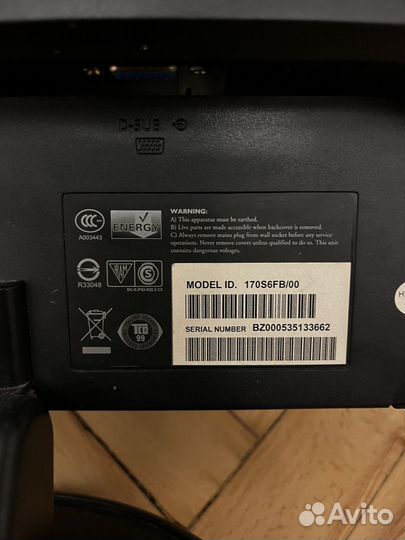 D-SUB
WARNING:
A) This apparatus must be earthed.
B) Live parts are made accessible when backcover is removed.
C) Always remove mains plug from wall socket before any service
operations. Never remove covers unless qualified to do so. This unit
contains dangerous voltages.
CCC
A003443
ENERGY
R33048
S
MODEL ID. 170S6FB/00
SERIAL NUMBER BZ000535133662
TCO
99
H
Avito